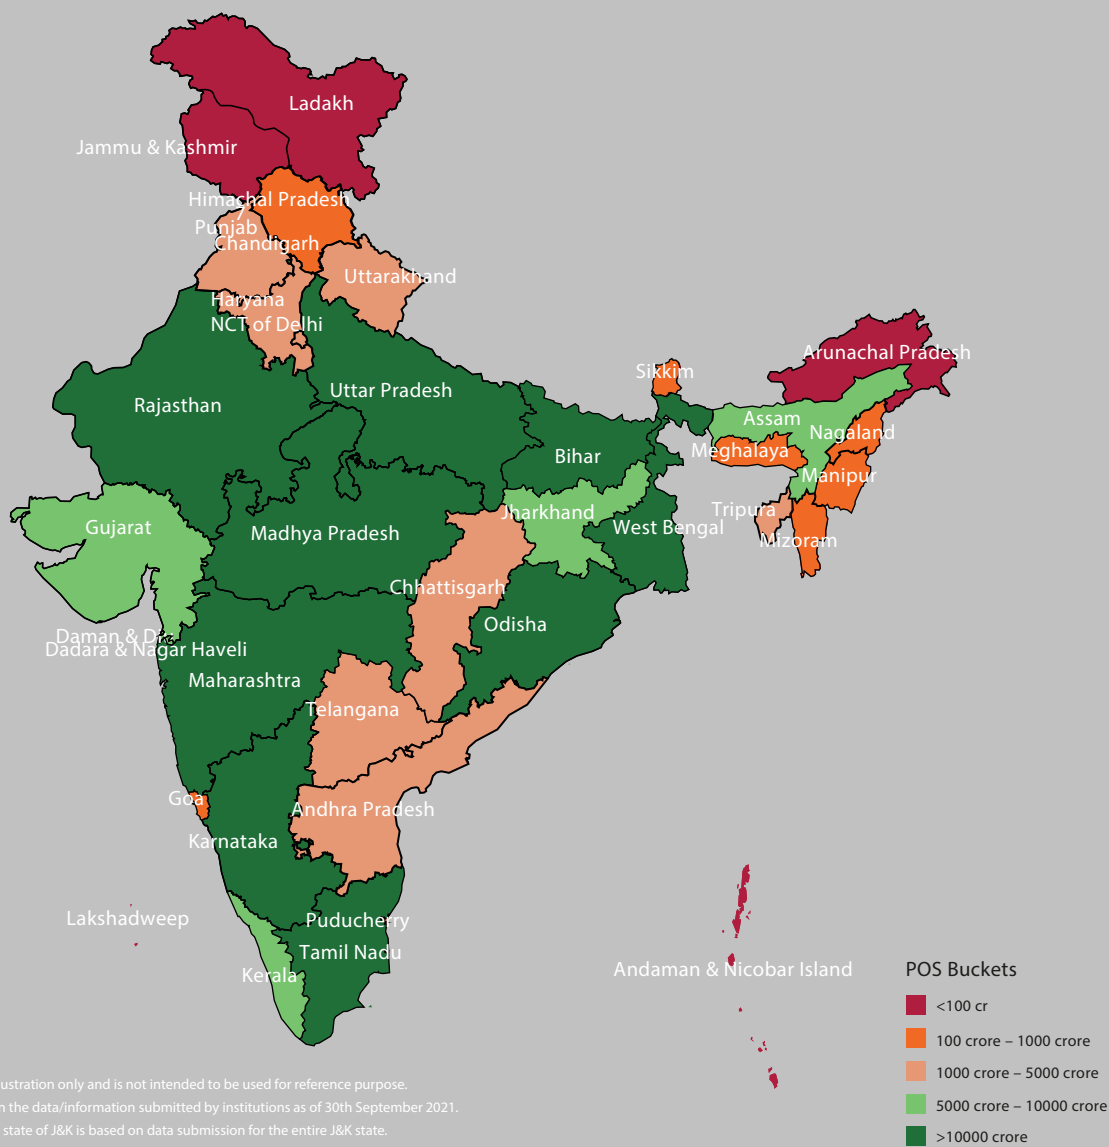 Ladakh
Jammu & Kashmir
Himachal Pradesh
7
Punjab
Chandigarh
Uttarakhand
Haryana
NCT of Delhi
Arunachal Pradesh
Sikkim
Uttar Pradesh
Rajasthan
Assam
Nagaland
Meghalaya
Bihar
Manipur
Tripura
Jharkhand
Gujarat
West Bengal
Madhya Pradesh
Mizoram
Chhattisgarh
Odisha
Daman & D
Dadara & Nagar Haveli
Maharashtra
Telangana
Goa
Andhra Pradesh
Karnataka
Lakshadweep
Puducherry
Tamil Nadu
Kerala
Andaman & Nicobar Island
POS Buckets
<100 cr
100 crore – 1000 crore
1000 crore – 5000 crore
5000 crore – 10000 crore
>10000 crore
ustration only and is not intended to be used for reference purpose.
n the data/information submitted by institutions as of 30th September 2021.
state of J&K is based on data submission for the entire J&K state.